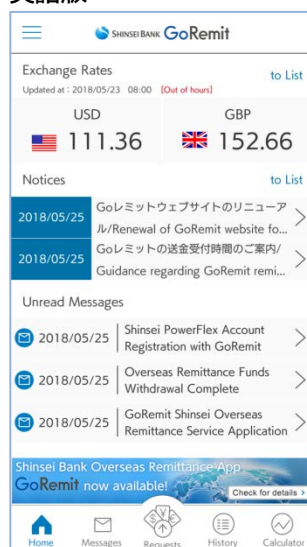 SHINSEI BANK GoRemit
Exchange Rates
to List
Updated at : 2018/05/23 08:00 [Out of hours]
USD
GBP
111.36
152.66
Notices
to List
2018/05/25
Goレミットウェブサイトのリニューア
ル/Renewal of GoRemit website fo...
2018/05/25
Goレミットの送金受付時間のご案内/
Guidance regarding GoRemit remi...
Unread Messages
2018/05/25
Shinsei PowerFlex Account
Registration with GoRemit
2018/05/25
Overseas Remittance Funds
Withdrawal Complete
2018/05/25
GoRemit Shinsei Overseas
Remittance Service Application
Shinsei Bank Overseas Remittance App
GoRemit now available!
Check for details >
Home
Messages
Requests
History
Calculator